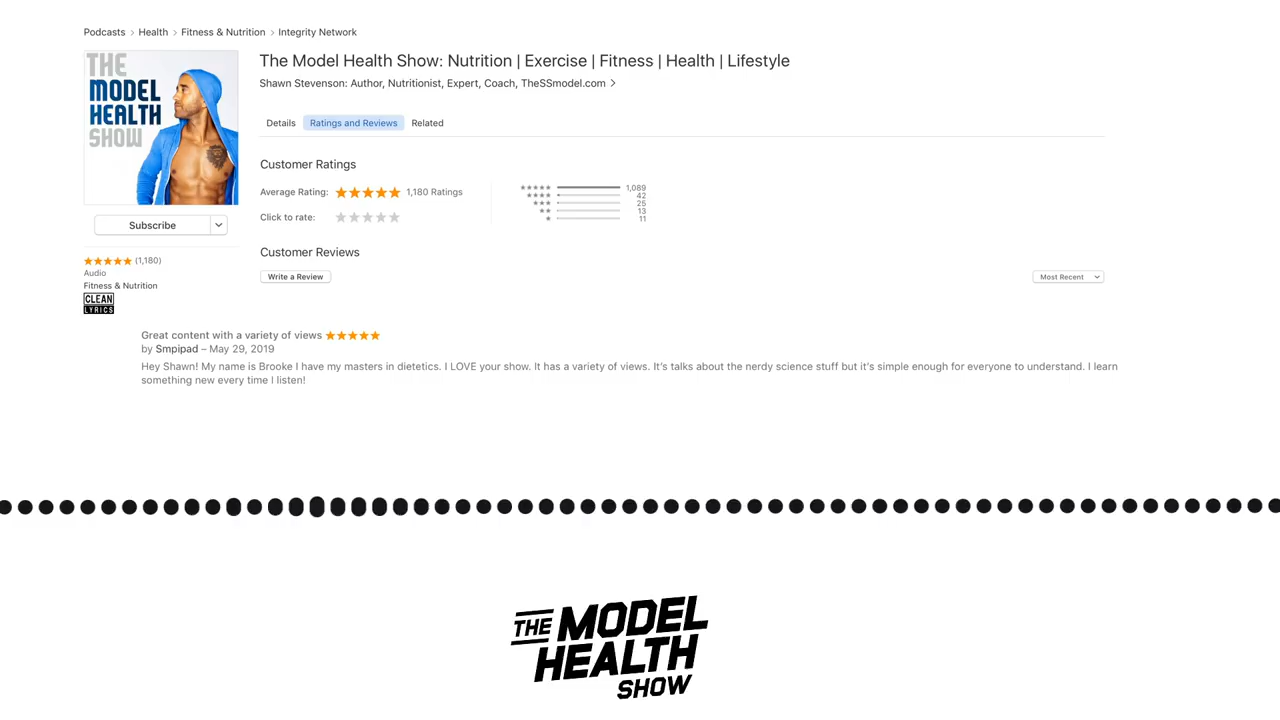 Podcasts > Health > Fitness & Nutrition > Integrity Network
THE
MODEL
HEALTH
SHOW
The Model Health Show: Nutrition | Exercise | Fitness | Health | Lifestyle
Shawn Stevenson: Author, Nutritionist, Expert, Coach, TheSSmodel.com >
Details Ratings and Reviews Related
Customer Ratings
Average Rating: ★★★★★ 1,180 Ratings
Click to rate: ★★★★★
★★★★★ 1,089
★★★★ 42
★★★ 25
★★ 13
★ 11
Subscribe
★★★★★ (1,180)
Audio
Fitness & Nutrition
CLEAN
LYRICS
Customer Reviews
Write a Review
Most Recent
Great content with a variety of views ★★★★★
by Smpipad – May 29, 2019
Hey Shawn! My name is Brooke I have my masters in dietetics. I LOVE your show. It has a variety of views. It's talks about the nerdy science stuff but it's simple enough for everyone to understand. I learn
something new every time I listen!
THE MODEL
HEALTH
SHOW